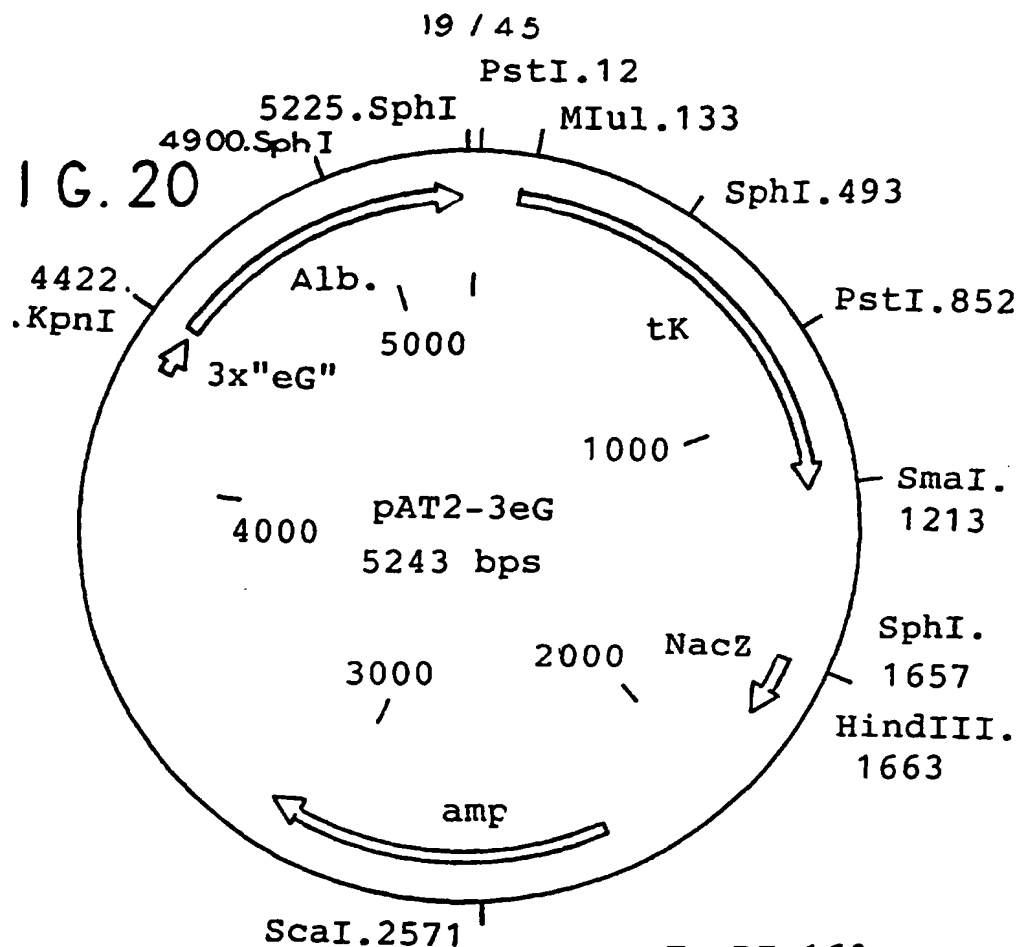 19 / 45
PstI.12
5225.SphI
MIul.133
4900.SphI
I G. 20
SphI.493
4422.
.KpnI
Alb.
5000
tK
PstI.852
3x"eG"
1000
SmaI.
1213
4000
pAT2-3eG
5243 bps
NacZ
SphI.
1657
2000
3000
HindIII.
1663
amp
ScaI.2571